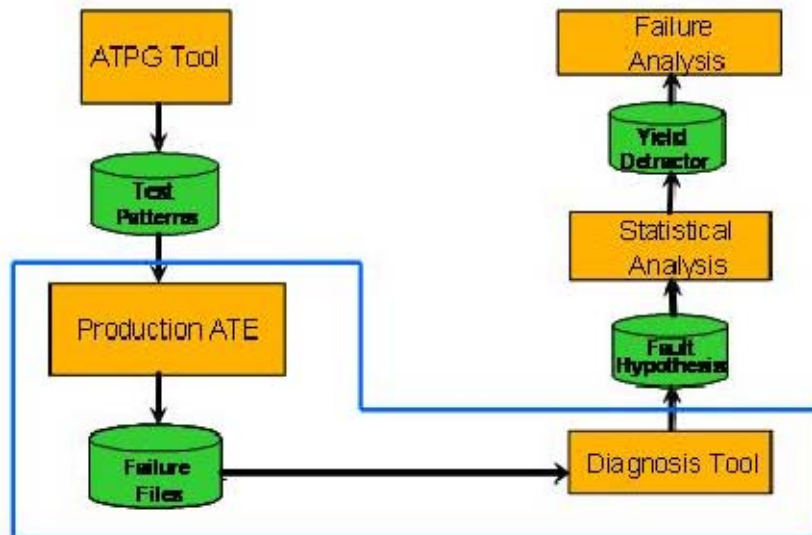 ATPG Tool
Test
Patterns
Production ATE
Failure
Files
Diagnosis Tool
Fault
Hypothesis
Statistical
Analysis
Yield
Detractor
Failure
Analysis